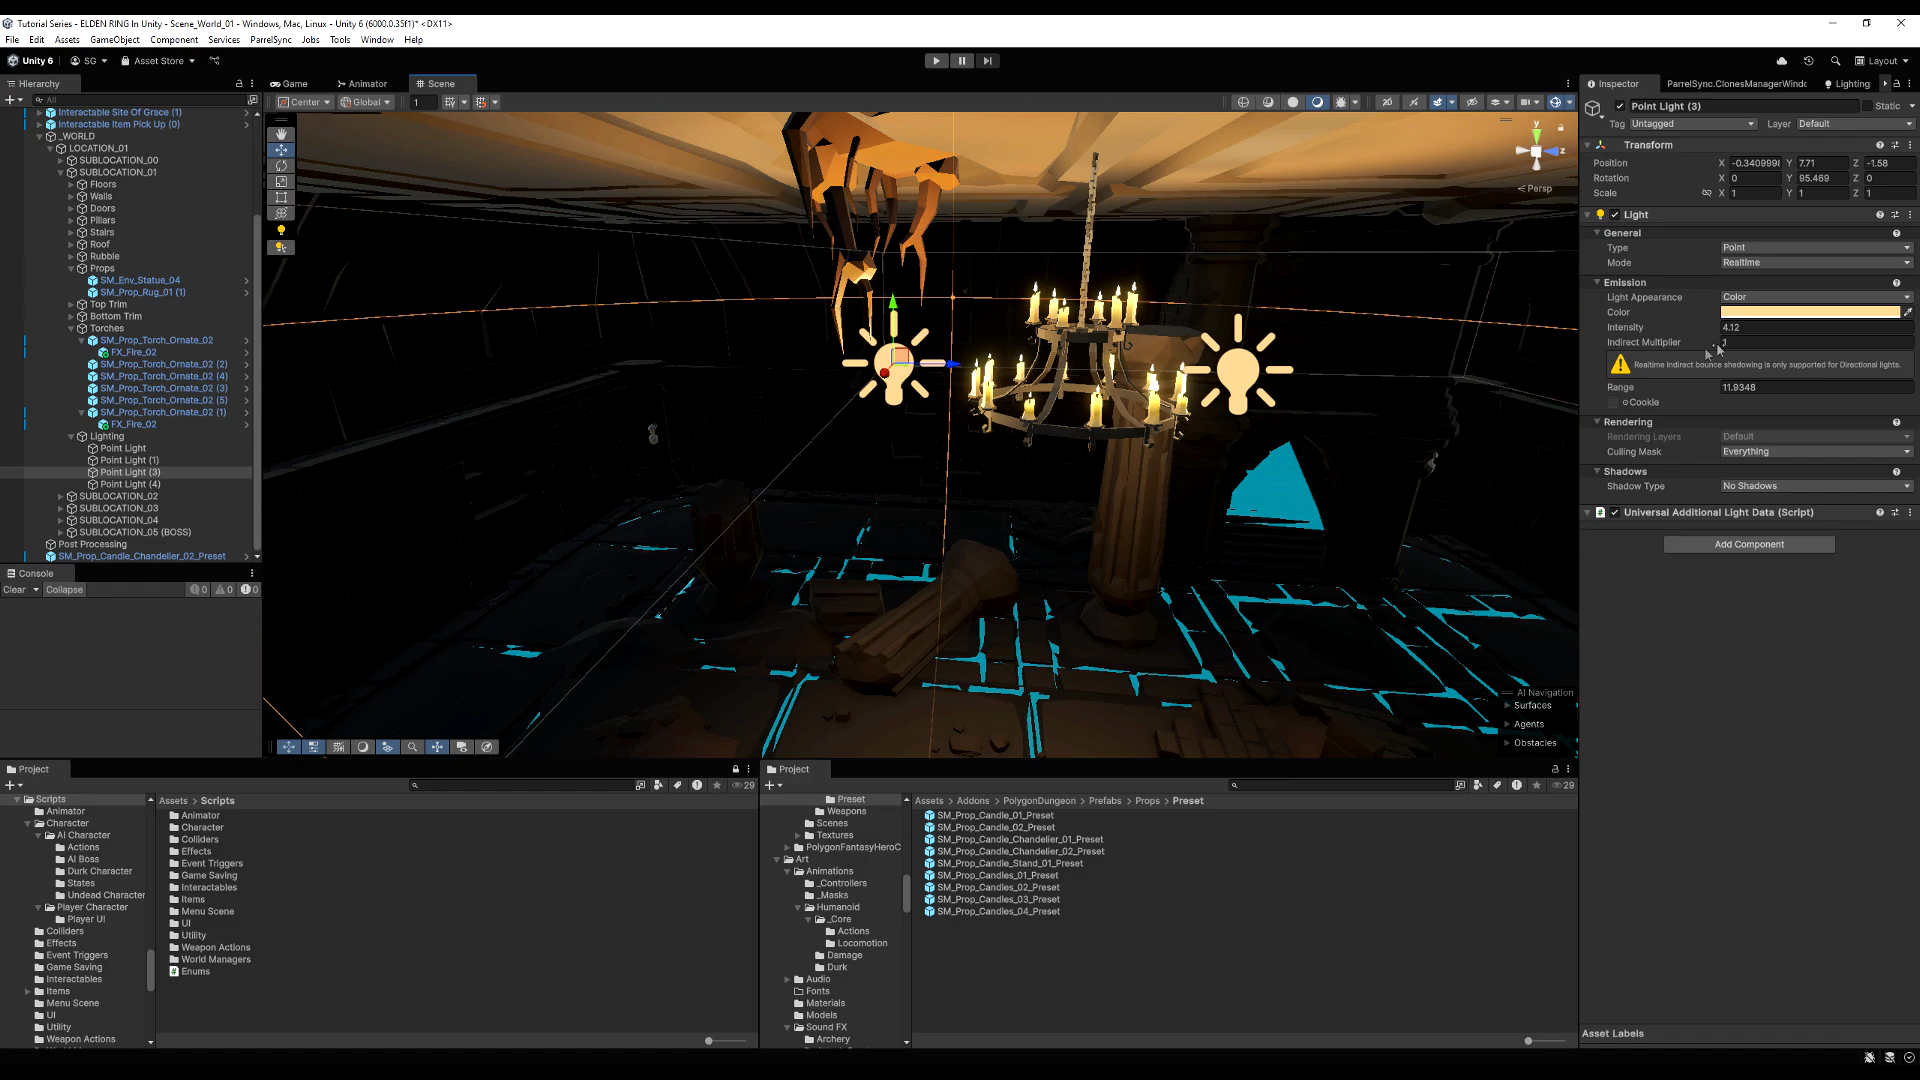 Tutorial Series - ELDEN RING In Unity - Scene_World_01 - Windows, Mac, Linux - Unity 6 (6000.0.35f1)* <DX11>
File Edit Assets GameObject Component Services ParrelSync Jobs Tools Window Help
Unity 6 SG Asset Store Layout
Hierarchy
All
Interactable Site Of Grace (1)
Interactable Item Pick Up (0)
_WORLD
LOCATION_01
SUBLOCATION_00
SUBLOCATION_01
Floors
Walls
Doors
Pillars
Stairs
Roof
Rubble
Props
SM_Env_Statue_04
SM_Prop_Rug_01 (1)
Top Trim
Bottom Trim
Torches
SM_Prop_Torch_Ornate_02
FX_Fire_02
SM_Prop_Torch_Ornate_02 (2)
SM_Prop_Torch_Ornate_02 (4)
SM_Prop_Torch_Ornate_02 (3)
SM_Prop_Torch_Ornate_02 (5)
SM_Prop_Torch_Ornate_02 (1)
FX_Fire_02
Lighting
Point Light
Point Light (1)
Point Light (3)
Point Light (4)
SUBLOCATION_02
SUBLOCATION_03
SUBLOCATION_04
SUBLOCATION_05 (BOSS)
Post Processing
SM_Prop_Candle_Chandelier_02_Preset
Console
Clear Collapse 0 0 0
Game Animator Scene
Center Global 1 2D
y
z
Persp
AI Navigation
Surfaces
Agents
Obstacles
Inspector ParrelSync.ClonesManagerWindc Lighting
Point Light (3) Static
Tag Untagged Layer Default
Transform
Position X -0.3409998 Y 7.71 Z -1.58
Rotation X 0 Y 95.469 Z 0
Scale X 1 Y 1 Z 1
Light
General
Type Point
Mode Realtime
Emission
Light Appearance Color
Color
Intensity 4.12
Indirect Multiplier 1
Realtime indirect bounce shadowing is only supported for Directional lights.
Range 11.9348
Cookie
Rendering
Rendering Layers Default
Culling Mask Everything
Shadows
Shadow Type No Shadows
Universal Additional Light Data (Script)
Add Component
Asset Labels
Project
29
Scripts
Animator
Character
AI Character
Actions
AI Boss
Durk Character
States
Undead Character
Player Character
Player UI
Colliders
Effects
Event Triggers
Game Saving
Interactables
Items
Menu Scene
UI
Utility
Weapon Actions
Assets > Scripts
Animator
Character
Colliders
Effects
Event Triggers
Game Saving
Interactables
Items
Menu Scene
UI
Utility
Weapon Actions
World Managers
Enums
Project
29
Preset
Weapons
Scenes
Textures
PolygonFantasyHeroC
Art
Animations
_Controllers
_Masks
Humanoid
_Core
Actions
Locomotion
Damage
Durk
Audio
Fonts
Materials
Models
Sound FX
Archery
Assets > Addons > PolygonDungeon > Prefabs > Props > Preset
SM_Prop_Candle_01_Preset
SM_Prop_Candle_02_Preset
SM_Prop_Candle_Chandelier_01_Preset
SM_Prop_Candle_Chandelier_02_Preset
SM_Prop_Candle_Stand_01_Preset
SM_Prop_Candles_01_Preset
SM_Prop_Candles_02_Preset
SM_Prop_Candles_03_Preset
SM_Prop_Candles_04_Preset